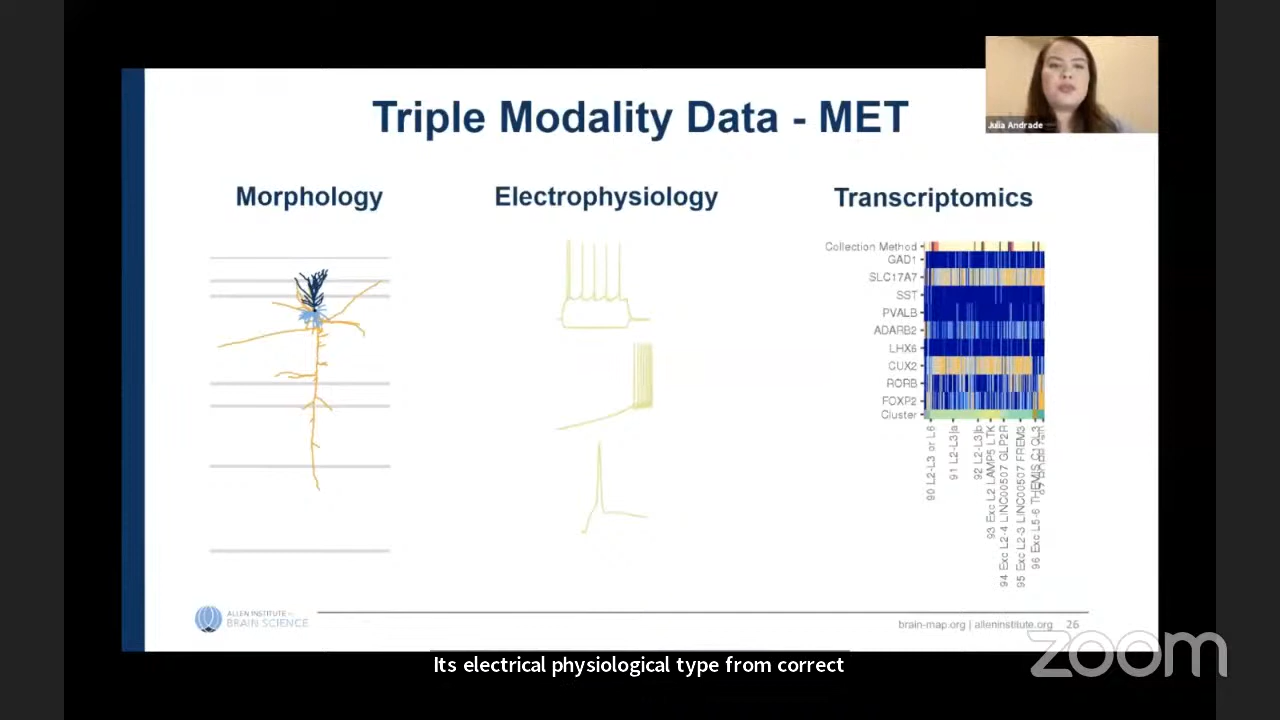 Triple Modality Data - MET
Julia Andrade
Morphology
Electrophysiology
Transcriptomics
Collection Method
GAD1
SLC17A7
SST
PVALB
ADARB2
LHX6
CUX2
RORB
FOXP2
Cluster
90 L2-L3 or L6
91 L2-L3|a
92 L2-L3|b
93 Exc L2 LAMP5 LTK
94 Exc L2-4 LINC00507 GLP2R
95 Exc L2-3 LINC00507 FREM3
96 Exc L5-6 THEMIS C1QL3
ALLEN INSTITUTE for
BRAIN SCIENCE
brain-map.org | alleninstitute.org 26
zoom
Its electrical physiological type from correct